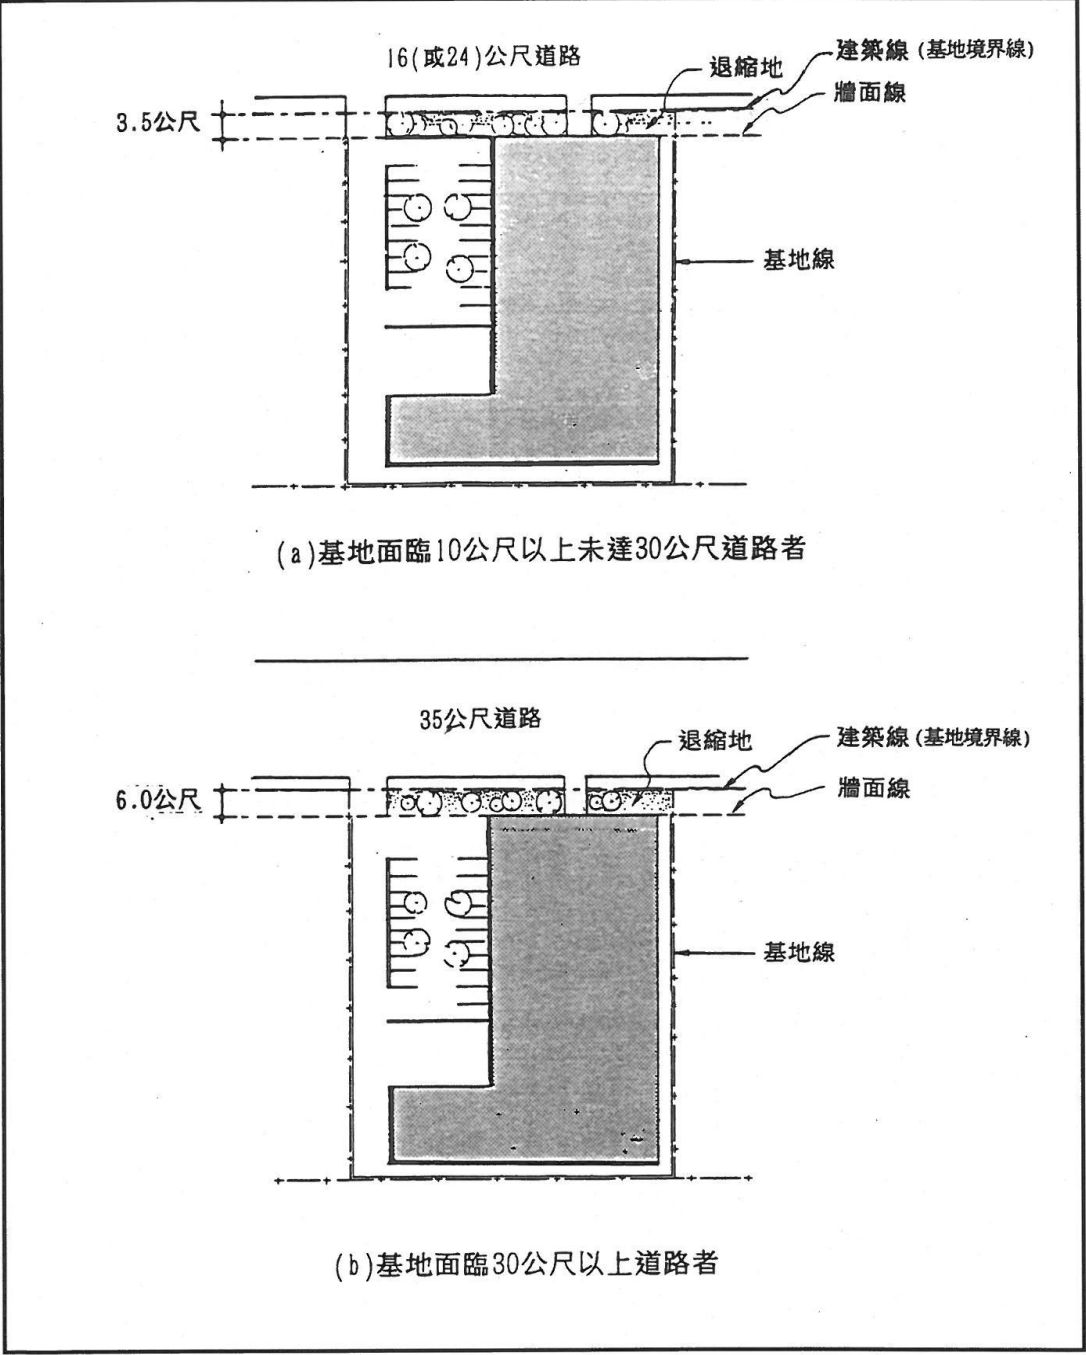 16(或24)公尺道路
退縮地
建築線(基地境界線)
牆面線
3.5公尺
基地線
(a)基地面臨10公尺以上未達30公尺道路者
35公尺道路
退縮地
建築線(基地境界線)
牆面線
6.0公尺
基地線
(b)基地面臨30公尺以上道路者